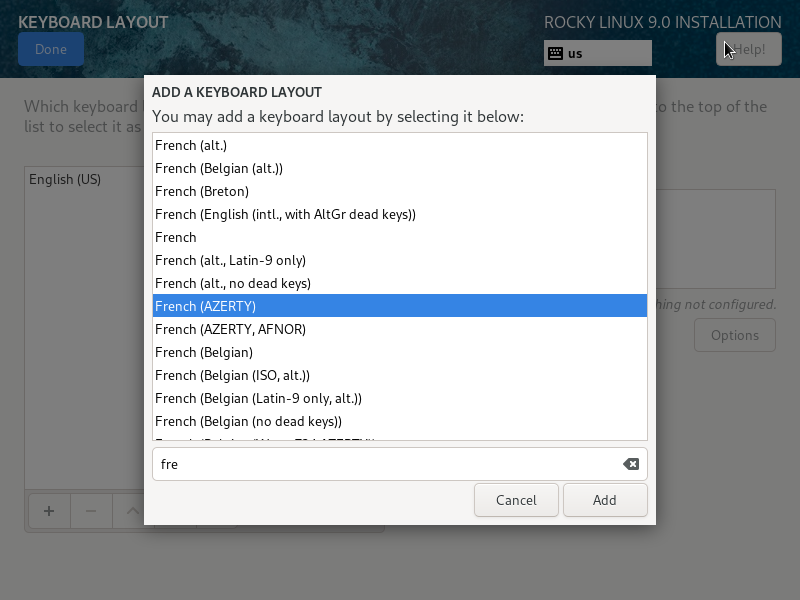 KEYBOARD LAYOUT
ROCKY LINUX 9.0 INSTALLATION
Done
us
Help!
Which keyboard
to the top of the
list to select it as
English (US)
hing not configured.
Options
ADD A KEYBOARD LAYOUT
You may add a keyboard layout by selecting it below:
French (alt.)
French (Belgian (alt.))
French (Breton)
French (English (intl., with AltGr dead keys))
French
French (alt., Latin-9 only)
French (alt., no dead keys)
French (AZERTY)
French (AZERTY, AFNOR)
French (Belgian)
French (Belgian (ISO, alt.))
French (Belgian (Latin-9 only, alt.))
French (Belgian (no dead keys))
fre
Cancel
Add